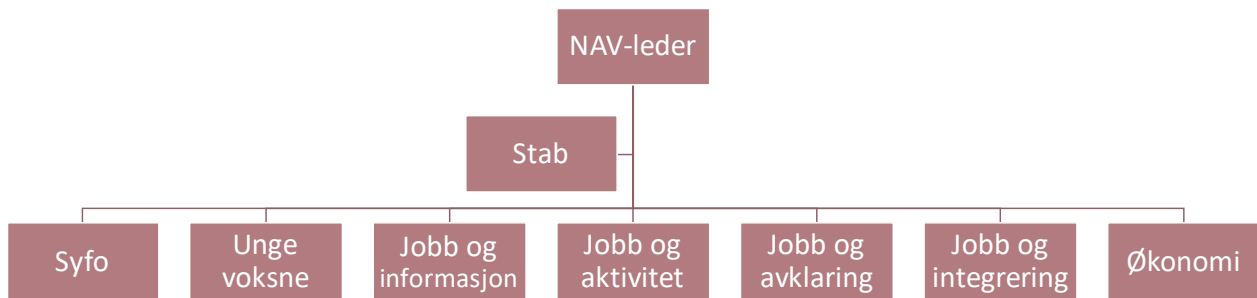 NAV-leder
Stab
Syfo
Unge
voksne
Jobb og
informasjon
Jobb og
aktivitet
Jobb og
avklaring
Jobb og
integrering
Økonomi